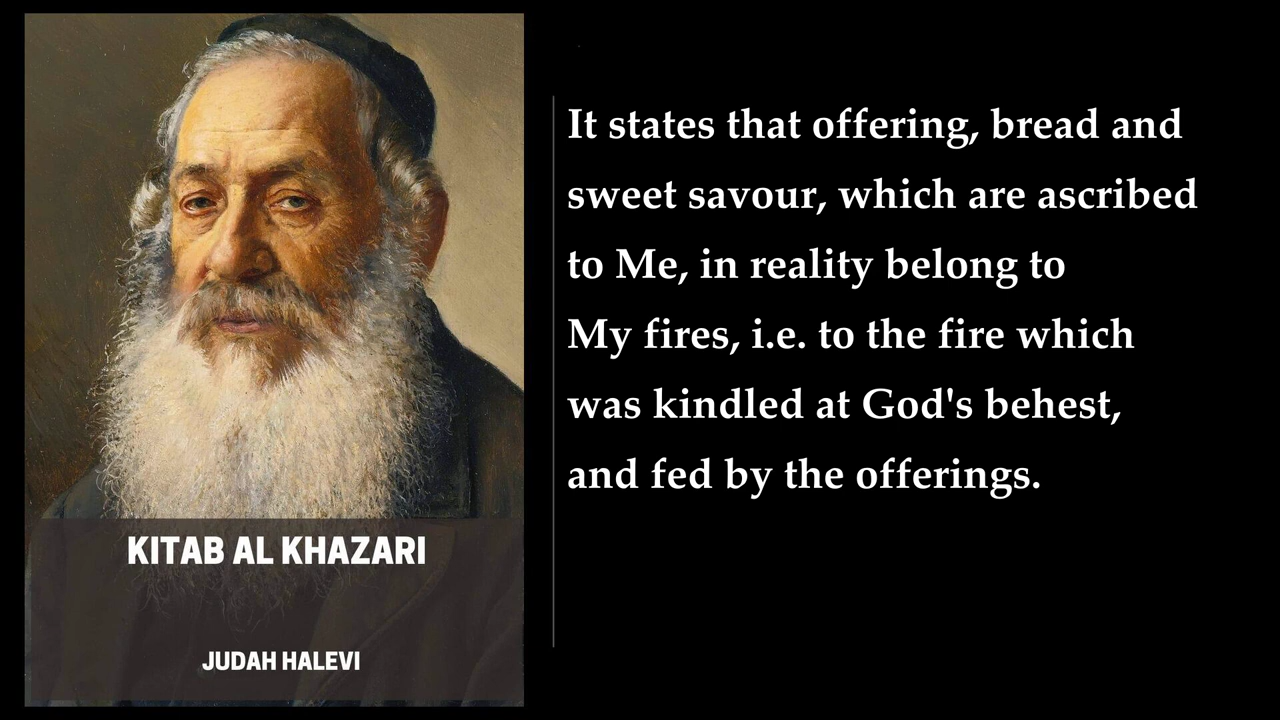 KITAB AL KHAZARI
JUDAH HALEVI
It states that offering, bread and
sweet savour, which are ascribed
to Me, in reality belong to
My fires, i.e. to the fire which
was kindled at God's behest,
and fed by the offerings.